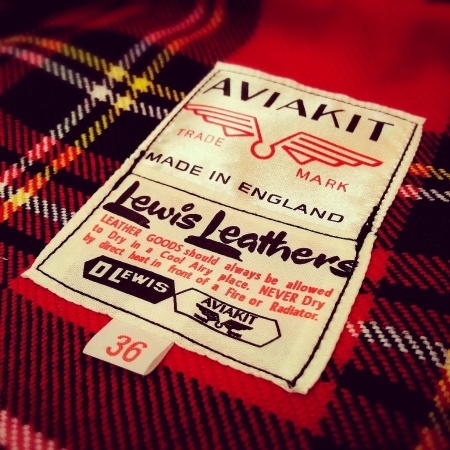 AVIAKIT
TRADE MARK
MADE IN ENGLAND
Lewis Leathers
LEATHER GOODS should always be allowed
to Dry in a Cool Airy place. NEVER Dry
by direct heat in front of a Fire or Radiator.
D LEWIS
AVIAKIT
36